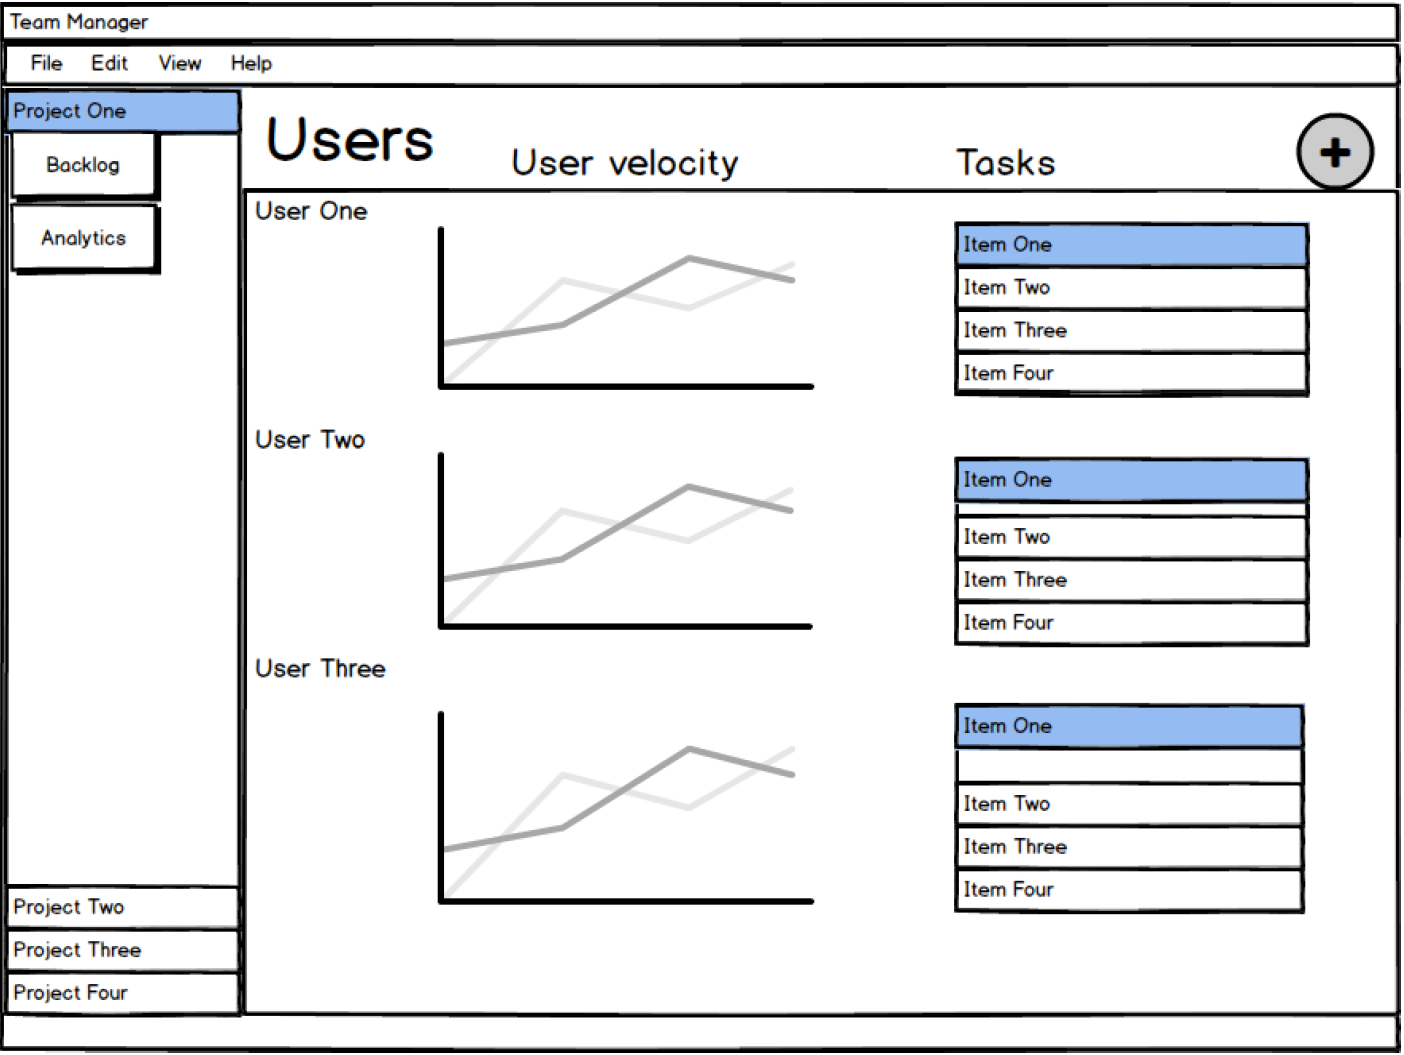 Team Manager
File Edit View Help
Project One
Backlog
Analytics
Project Two
Project Three
Project Four
Users
User velocity
Tasks
+
User One
Item One
Item Two
Item Three
Item Four
User Two
Item One
Item Two
Item Three
Item Four
User Three
Item One
Item Two
Item Three
Item Four